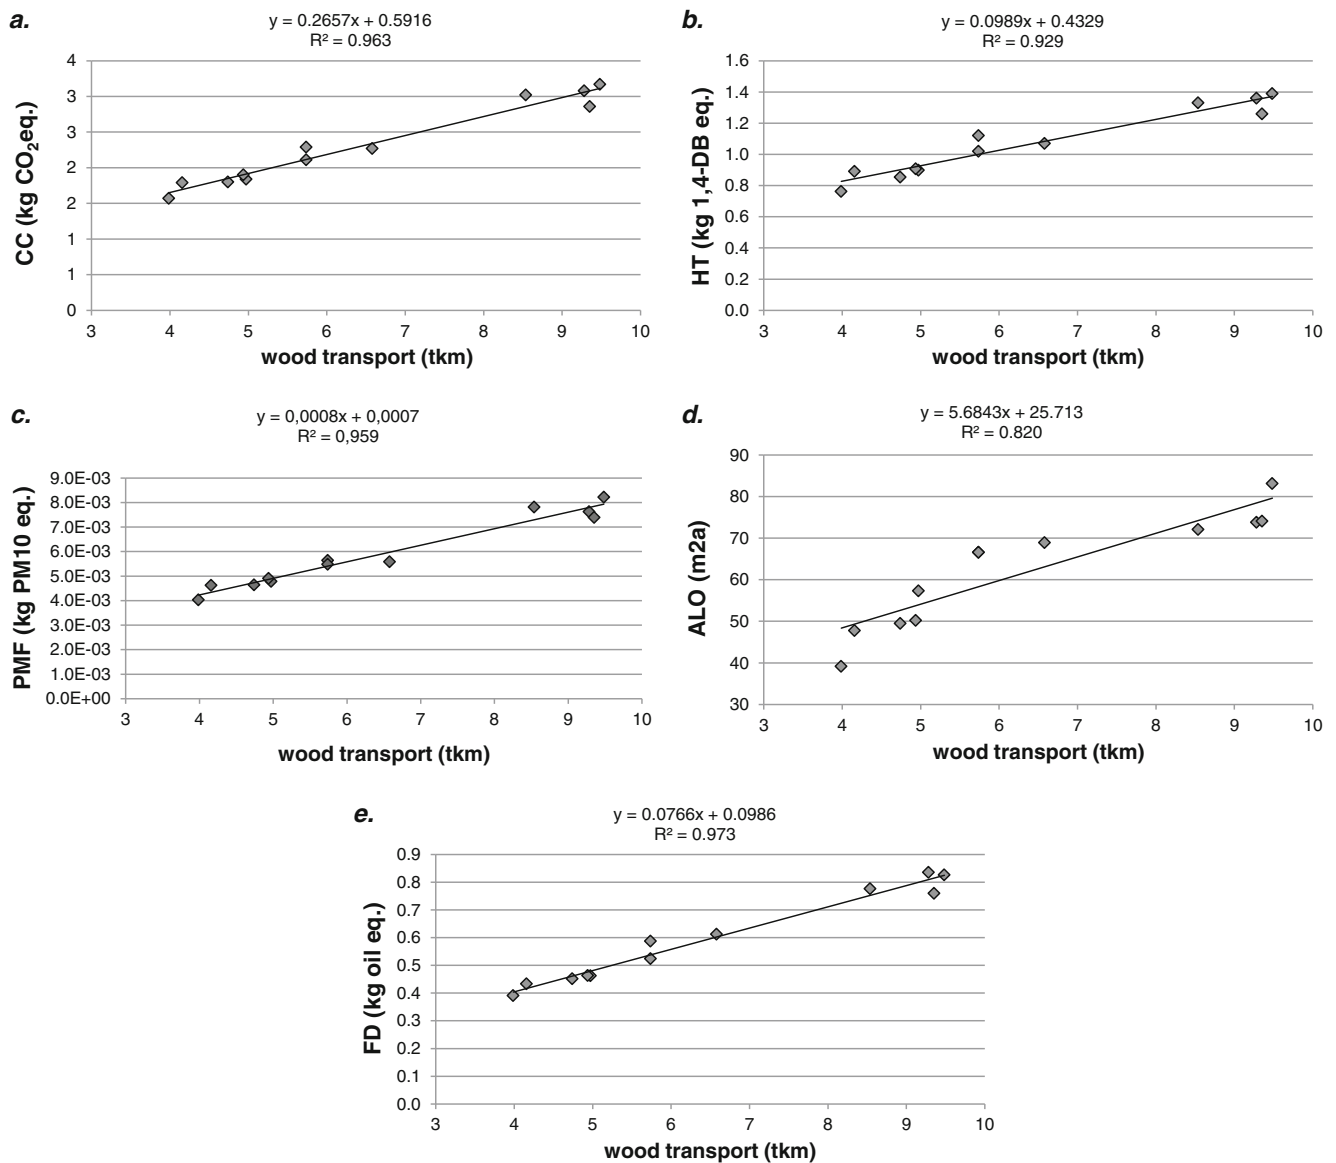 a.
y = 0.2657x + 0.5916
R² = 0.963
CC (kg CO₂eq.)
4
3
3
2
2
1
1
0
3 4 5 6 7 8 9 10
wood transport (tkm)
b.
y = 0.0989x + 0.4329
R² = 0.929
HT (kg 1,4-DB eq.)
1.6
1.4
1.2
1.0
0.8
0.6
0.4
0.2
0.0
3 4 5 6 7 8 9 10
wood transport (tkm)
c.
y = 0,0008x + 0,0007
R² = 0,959
PMF (kg PM10 eq.)
9.0E-03
8.0E-03
7.0E-03
6.0E-03
5.0E-03
4.0E-03
3.0E-03
2.0E-03
1.0E-03
0.0E+00
3 4 5 6 7 8 9 10
wood transport (tkm)
d.
y = 5.6843x + 25.713
R² = 0.820
ALO (m2a)
90
80
70
60
50
40
30
3 4 5 6 7 8 9 10
wood transport (tkm)
e.
y = 0.0766x + 0.0986
R² = 0.973
FD (kg oil eq.)
0.9
0.8
0.7
0.6
0.5
0.4
0.3
0.2
0.1
0.0
3 4 5 6 7 8 9 10
wood transport (tkm)